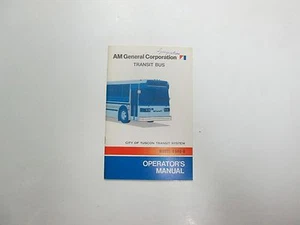 AM General Corporation
TRANSIT BUS
CITY OF TUCSON TRANSIT SYSTEM
OPERATOR'S
MANUAL